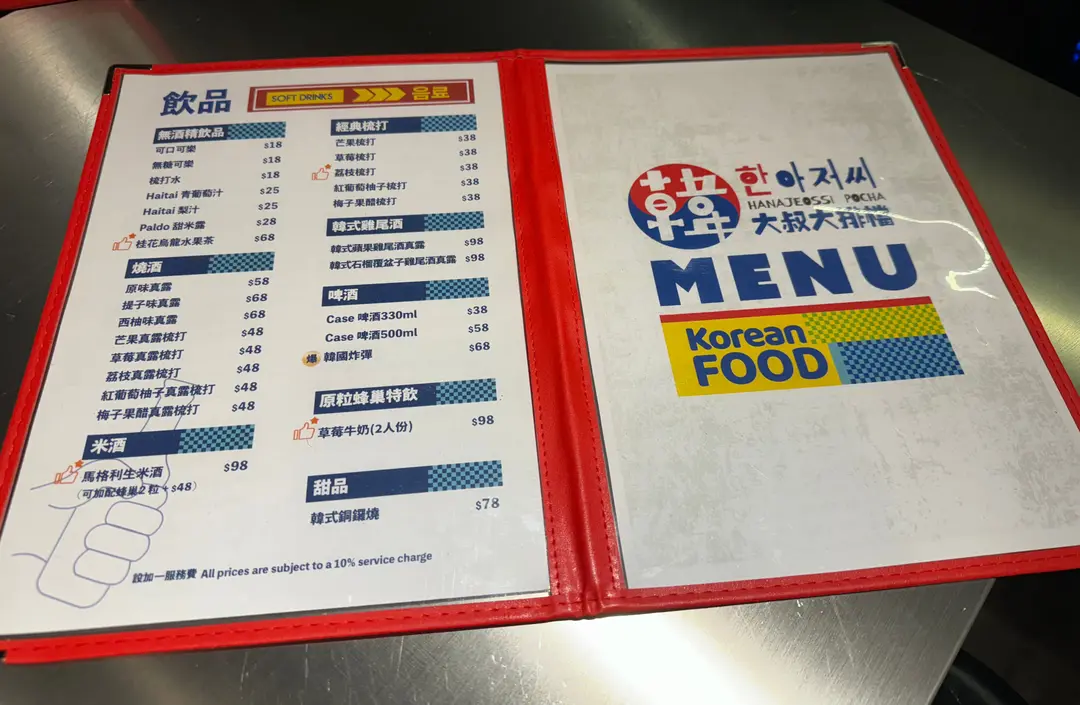 飲品 SOFT DRINKS 음료
無酒精飲品
可口可樂 $18
無糖可樂 $18
梳打水 $18
Haitai 青葡萄汁 $25
Haitai 梨汁 $25
Paldo 甜米露 $28
桂花烏龍水果茶 $68
燒酒
原味真露 $58
提子味真露 $68
西柚味真露 $68
芒果真露梳打 $48
草莓真露梳打 $48
荔枝真露梳打 $48
紅葡萄柚子真露梳打 $48
梅子果醋真露梳打 $48
米酒
馬格利生米酒 $98
(可加配蜂巢2粒 + $48)
經典梳打
芒果梳打 $38
草莓梳打 $38
荔枝梳打 $38
紅葡萄柚子梳打 $38
梅子果醋梳打 $38
韓式雞尾酒
韓式蘋果雞尾酒真露 $98
韓式石榴覆盆子雞尾酒真露 $98
啤酒
Case 啤酒330ml $38
Case 啤酒500ml $58
爆 韓國炸彈 $68
原粒蜂巢特飲
草莓牛奶(2人份) $98
甜品
韓式銅鑼燒 $78
設加一服務費 All prices are subject to a 10% service charge
韓 한아저씨
HANAJEOSSI POCHA
大叔大排檔
MENU
Korean
FOOD